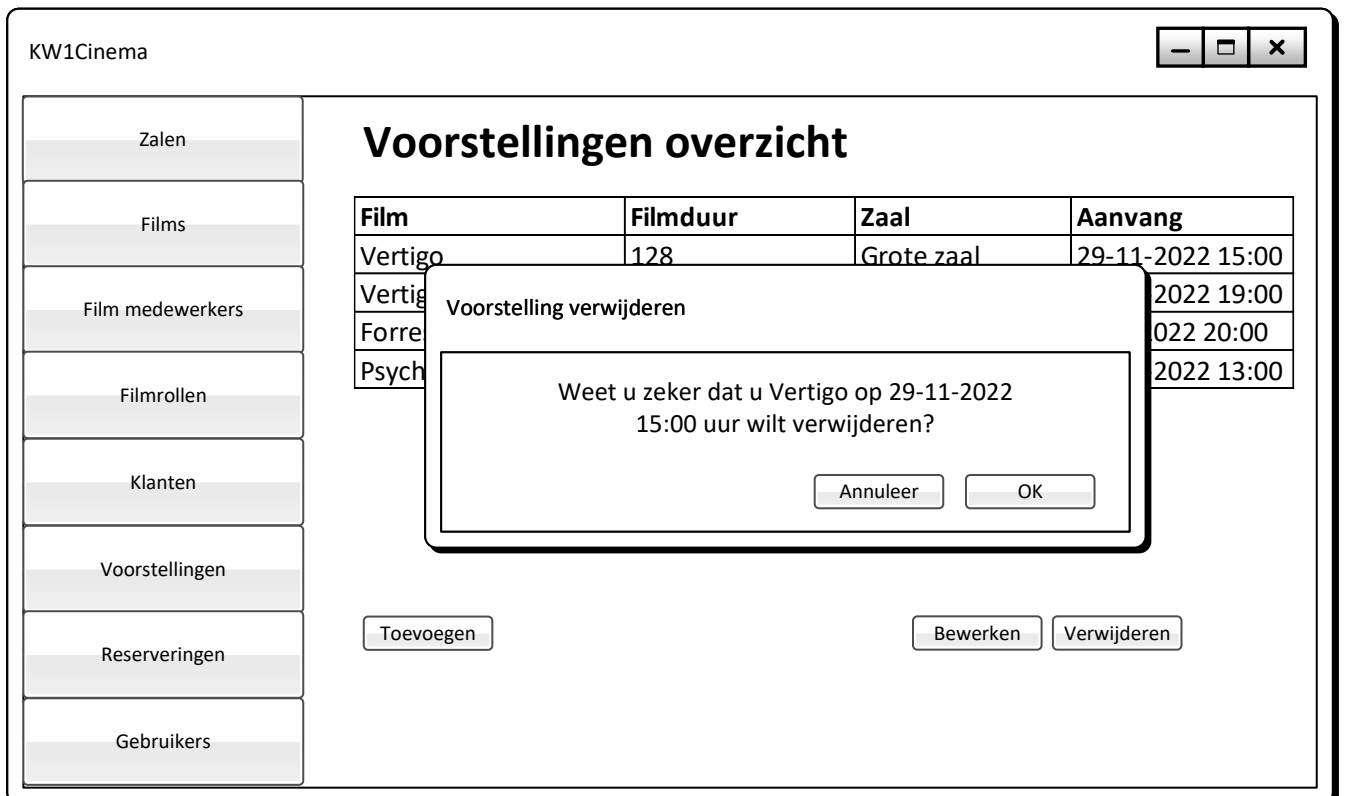 KW1Cinema
Zalen
Films
Film medewerkers
Filmrollen
Klanten
Voorstellingen
Reserveringen
Gebruikers
Voorstellingen overzicht
Film Filmduur Zaal Aanvang
Vertigo 128 Grote zaal 29-11-2022 15:00
2022 19:00
2022 20:00
2022 13:00
Voorstelling verwijderen
Weet u zeker dat u Vertigo op 29-11-2022
15:00 uur wilt verwijderen?
Annuleer OK
Toevoegen Bewerken Verwijderen